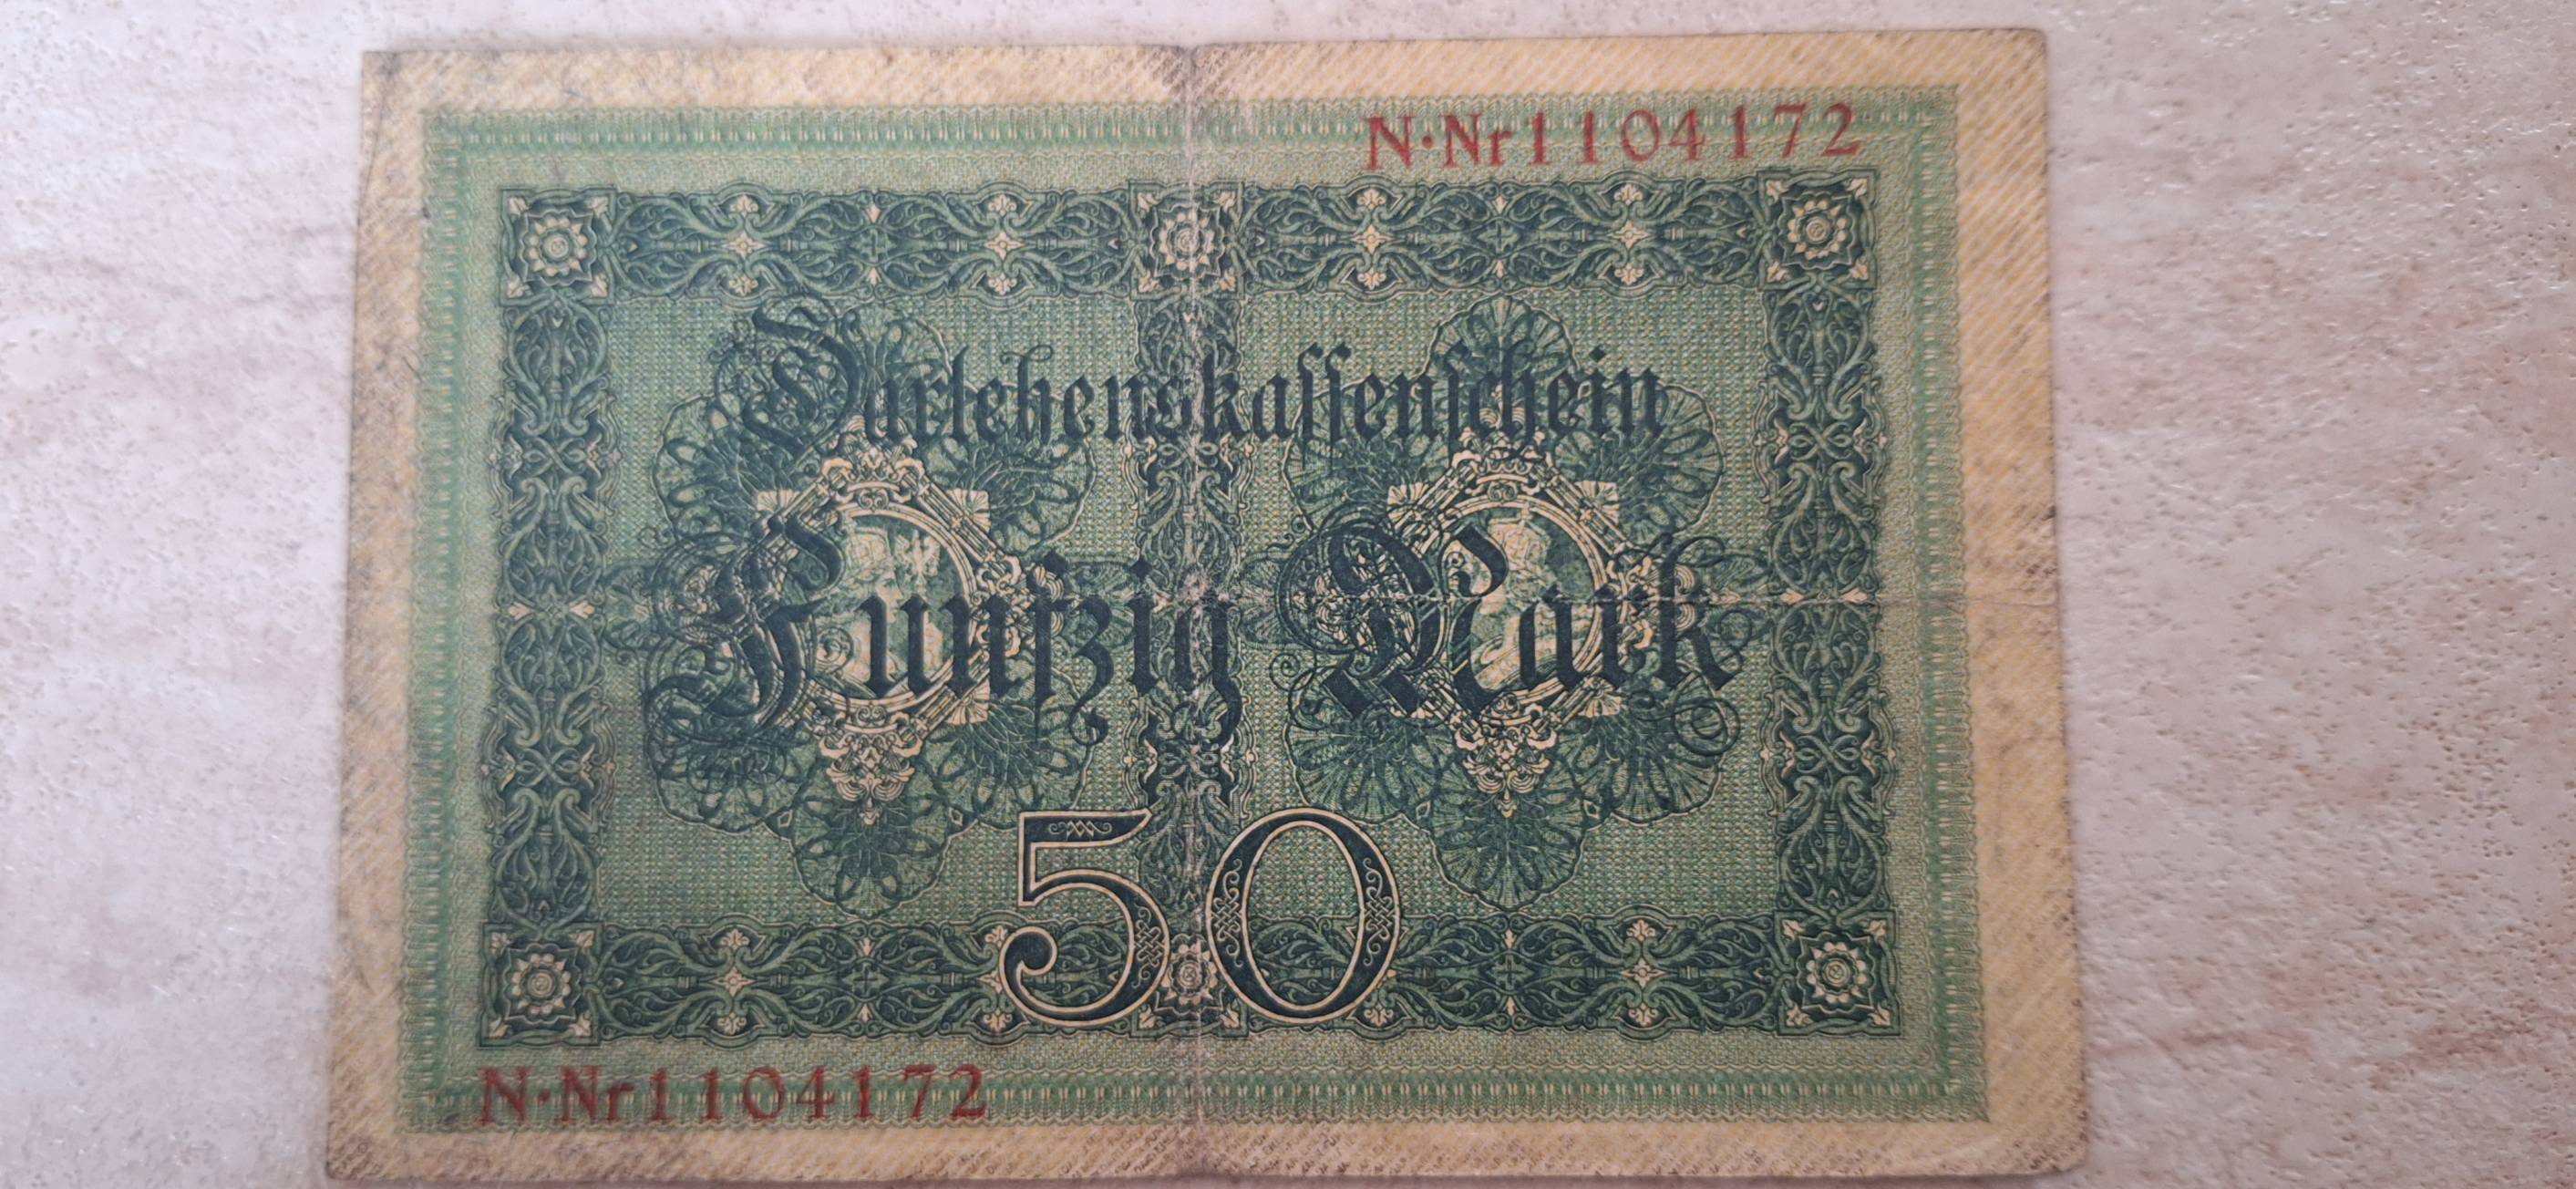 N·Nr1104172
Darlehenskaſſenſchein
Fünfzig Mark
50
N·Nr1104172